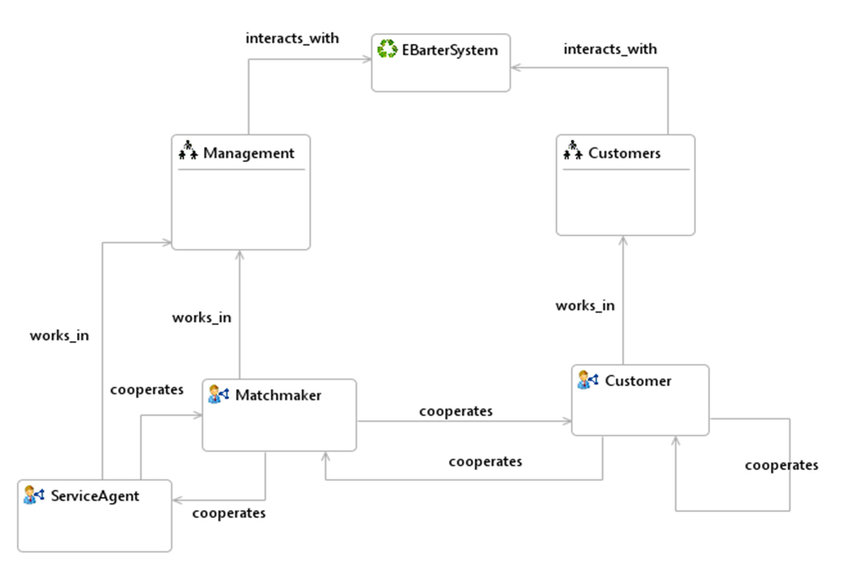 interacts_with
EBarterSystem
interacts_with
Management
Customers
works_in
works_in
works_in
cooperates
Matchmaker
Customer
cooperates
cooperates
cooperates
ServiceAgent
cooperates